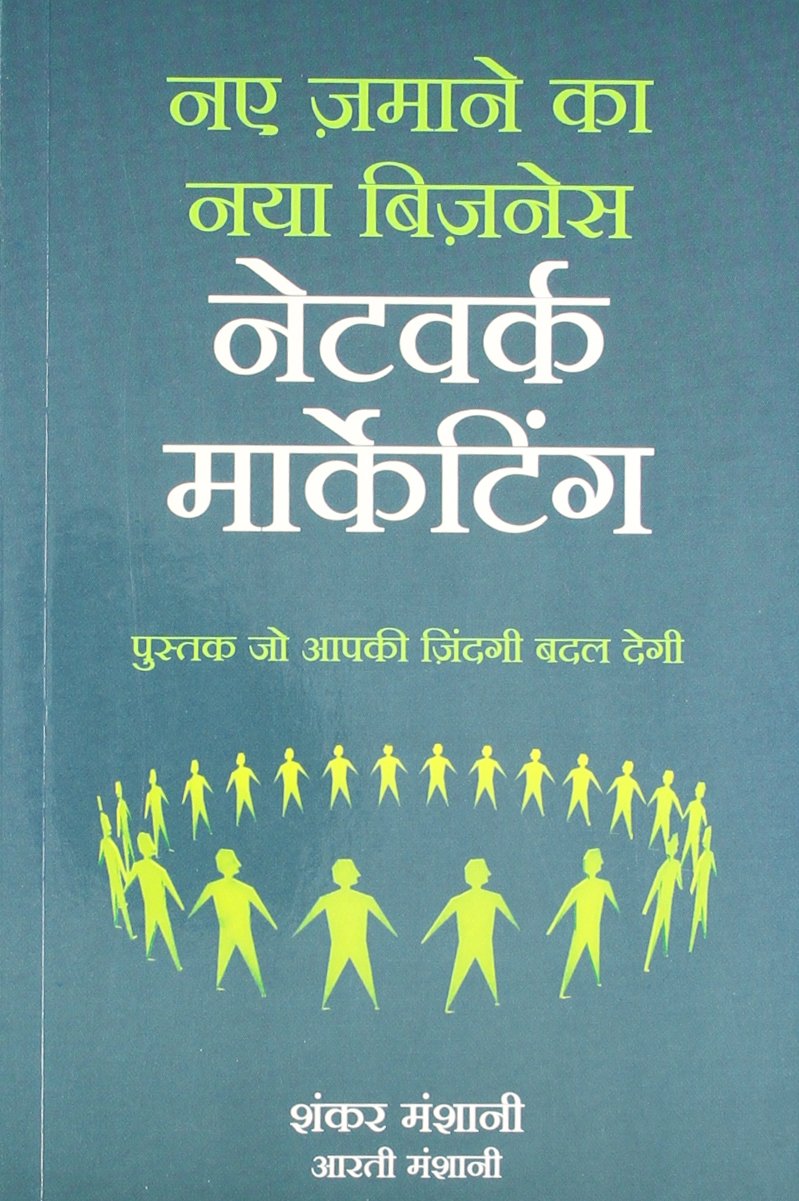 नए ज़माने का
नया बिज़नेस
नेटवर्क
मार्केटिंग
पुस्तक जो आपकी ज़िंदगी बदल देगी
शंकर मंशानी
आरती मंशानी